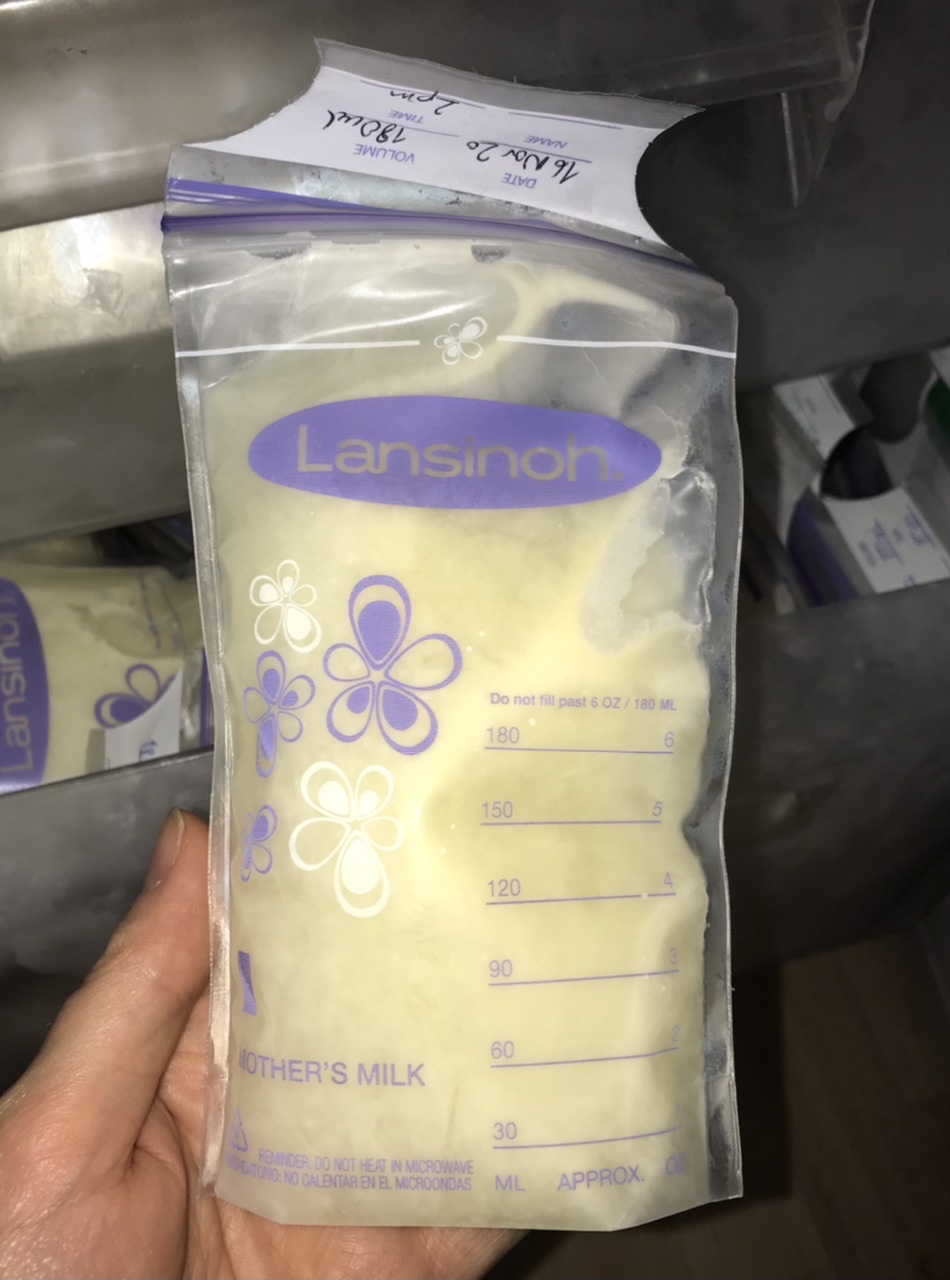 NAME
DATE 16 Nov 20
TIME 2pm
VOLUME 180ml
Lansinoh
Do not fill past 6 OZ / 180 ML
180 6
150 5
120 4
90 3
60 2
30
ML APPROX. OZ
MOTHER'S MILK
REMINDER: DO NOT HEAT IN MICROWAVE
NO CALENTAR EN EL MICROONDAS
Lansinoh